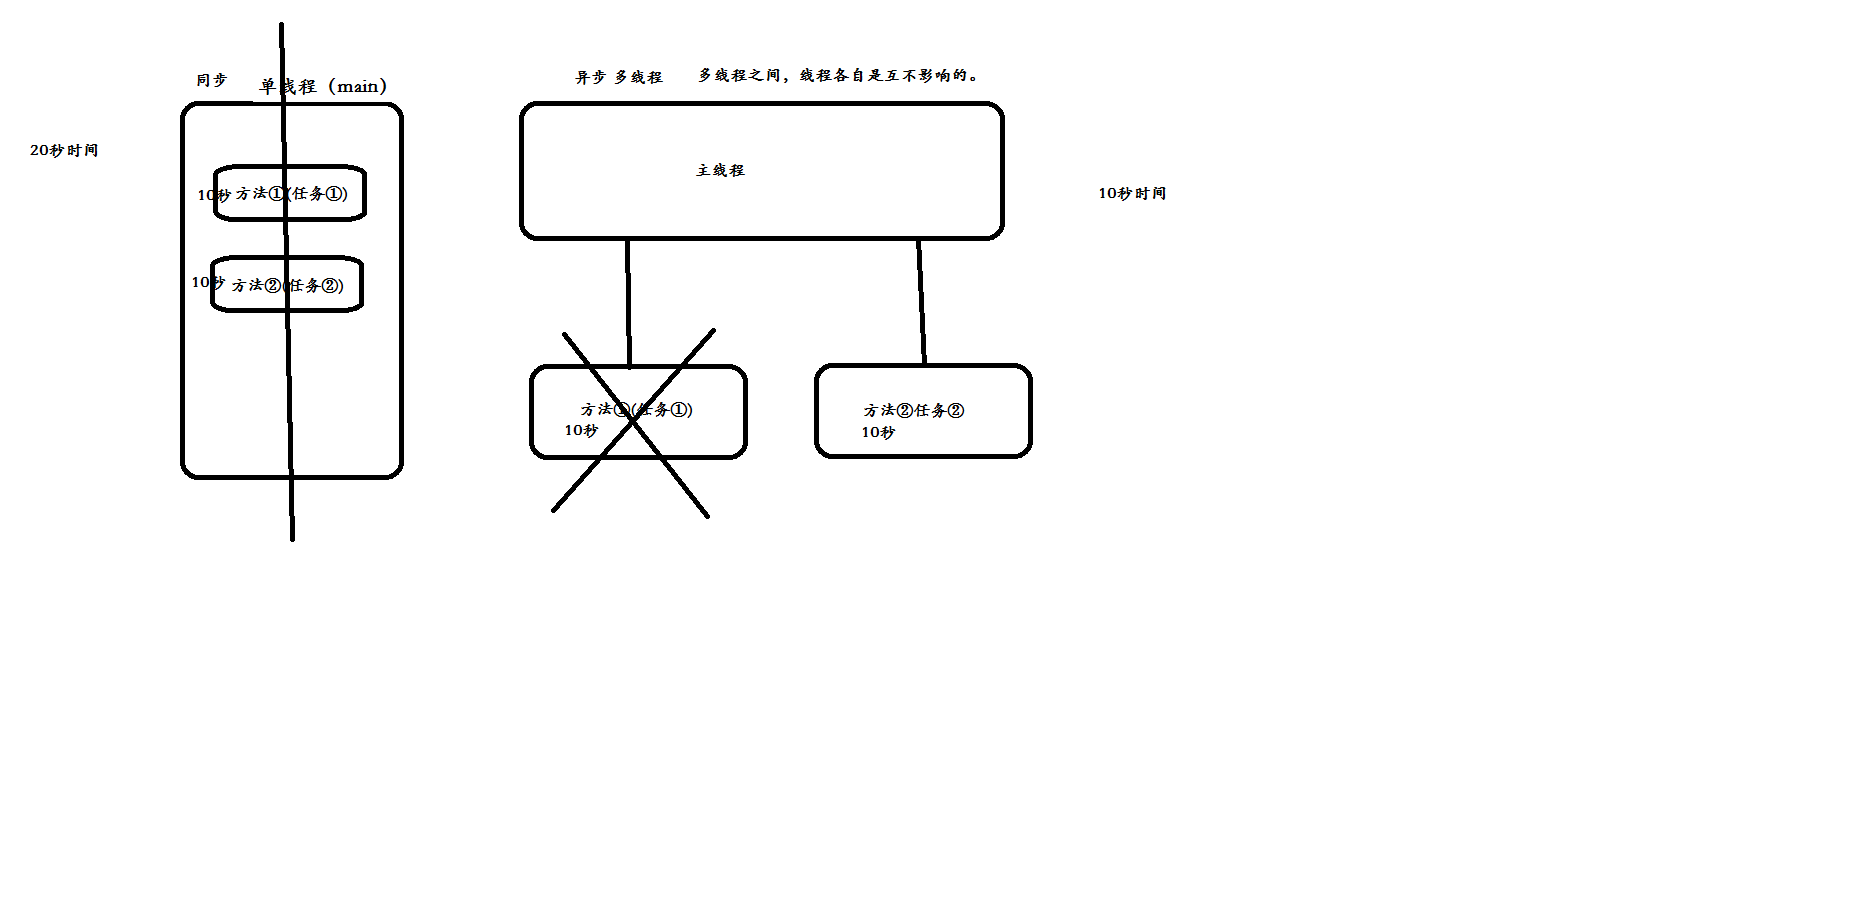 同步 单线程（main）
20秒时间
10秒 方法①(任务①)
10秒 方法②(任务②)
异步 多线程 多线程之间，线程各自是互不影响的。
主线程
10秒时间
方法①(任务①)
10秒
方法②任务②
10秒